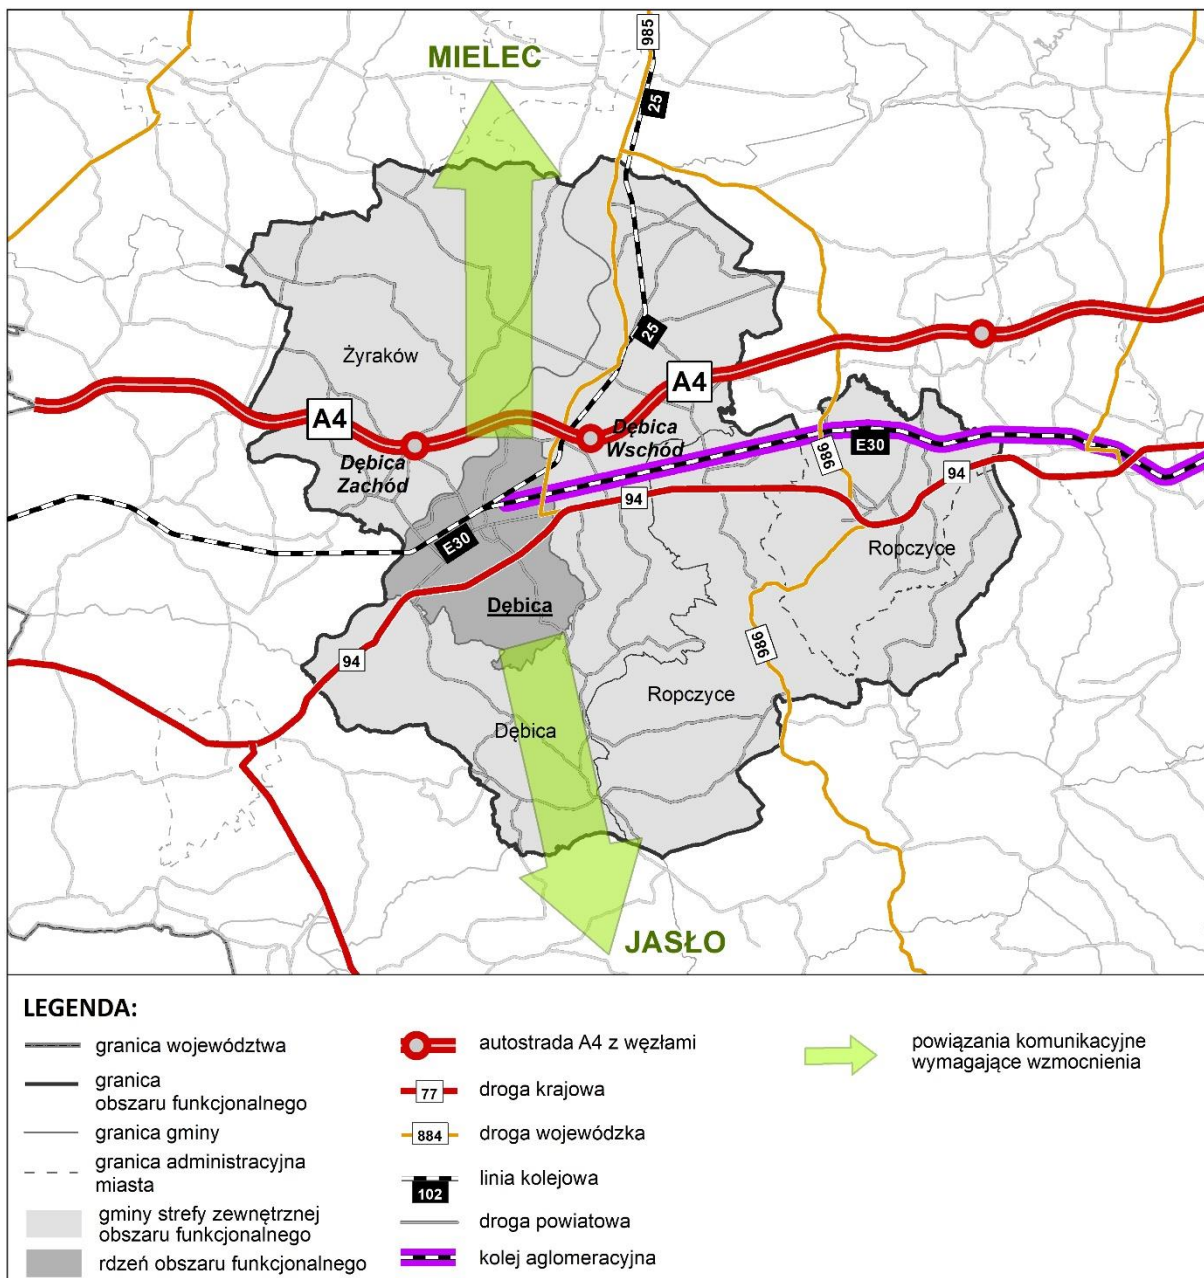 985
MIELEC
25
25
Żyraków
A4
A4
Dębica
Wschód
Dębica
Zachód
986
E30
94
94
E30
Ropczyce
Dębica
94
986
Ropczyce
Dębica
JASŁO
LEGENDA:
granica województwa
granica
obszaru funkcjonalnego
granica gminy
granica administracyjna
miasta
gminy strefy zewnętrznej
obszaru funkcjonalnego
rdzeń obszaru funkcjonalnego
autostrada A4 z węzłami
77
droga krajowa
884
droga wojewódzka
linia kolejowa
102
droga powiatowa
kolej aglomeracyjna
powiązania komunikacyjne
wymagające wzmocnienia